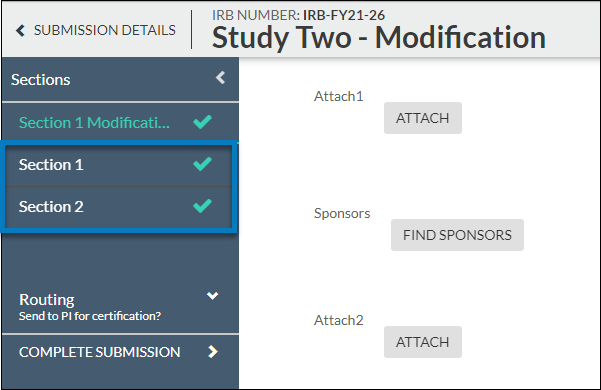 SUBMISSION DETAILS
IRB NUMBER: IRB-FY21-26
Study Two - Modification
Sections
Section 1 Modificati...
Section 1
Section 2
Routing
Send to PI for certification?
COMPLETE SUBMISSION
Attach1
ATTACH
Sponsors
FIND SPONSORS
Attach2
ATTACH